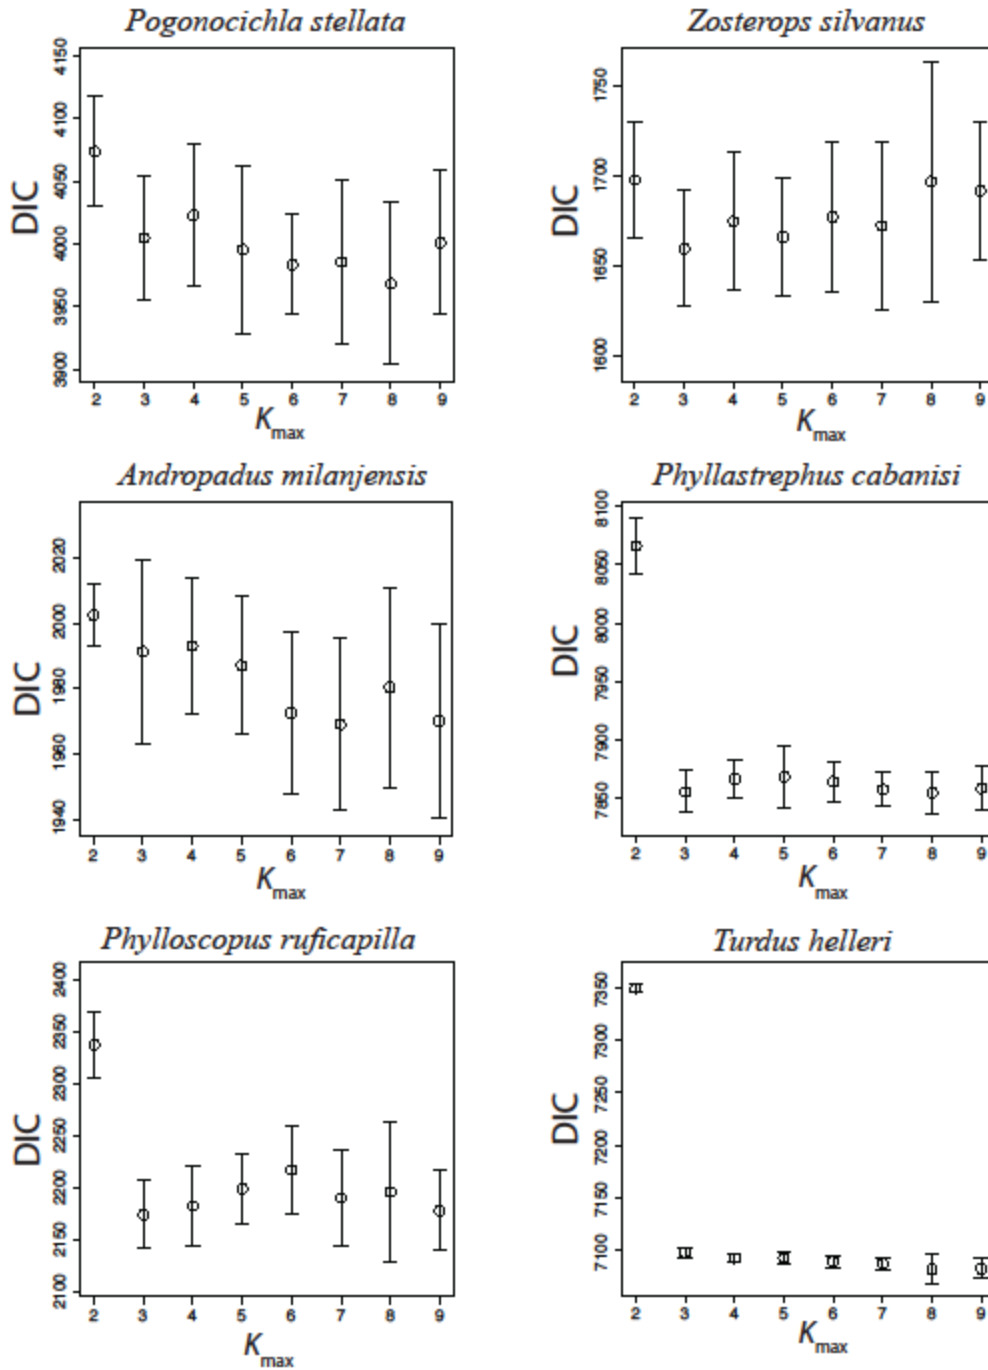 Pogonocichla stellata
DIC
4150
4100
4050
4000
3950
3900
2 3 4 5 6 7 8 9
Kmax
Zosterops silvanus
DIC
1750
1700
1650
1600
2 3 4 5 6 7 8 9
Kmax
Andropadus milanjensis
DIC
2020
2000
1980
1960
1940
2 3 4 5 6 7 8 9
Kmax
Phyllastrephus cabanisi
DIC
8100
8050
8000
7950
7900
7850
2 3 4 5 6 7 8 9
Kmax
Phylloscopus ruficapilla
DIC
2400
2350
2300
2250
2200
2150
2100
2 3 4 5 6 7 8 9
Kmax
Turdus helleri
DIC
7350
7300
7250
7200
7150
7100
2 3 4 5 6 7 8 9
Kmax